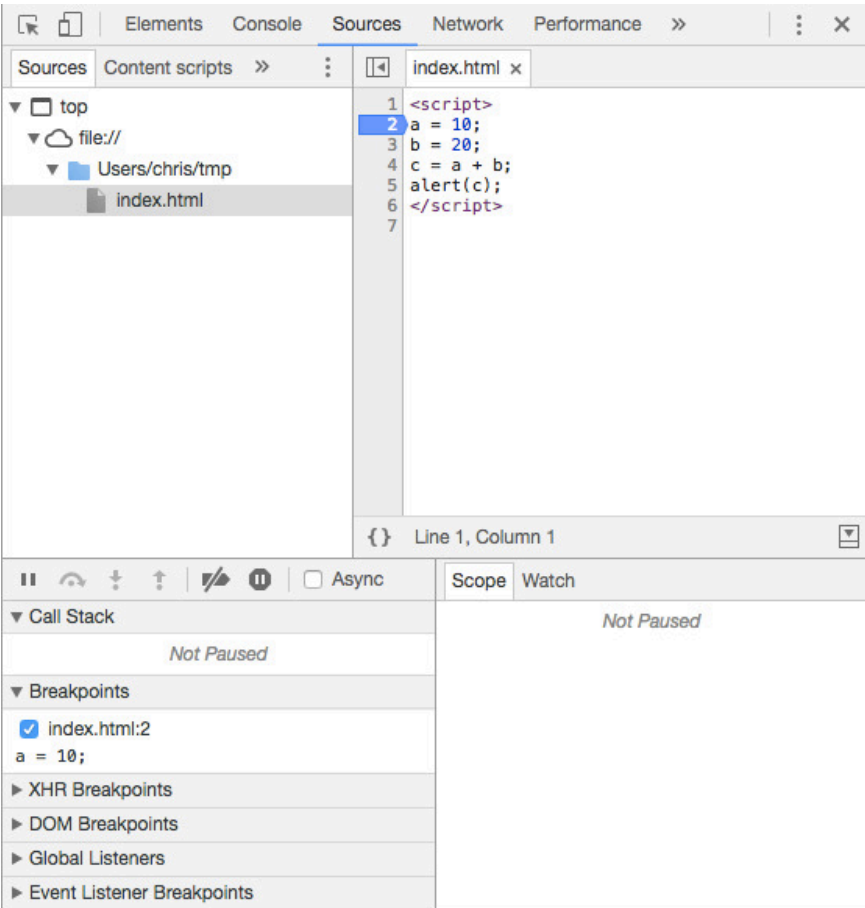 Elements Console Sources Network Performance »
Sources Content scripts »
top
file://
Users/chris/tmp
index.html
index.html ×
1 <script>
2 a = 10;
3 b = 20;
4 c = a + b;
5 alert(c);
6 </script>
7
{} Line 1, Column 1
Async
Call Stack
Not Paused
Breakpoints
index.html:2
a = 10;
XHR Breakpoints
DOM Breakpoints
Global Listeners
Event Listener Breakpoints
Scope Watch
Not Paused